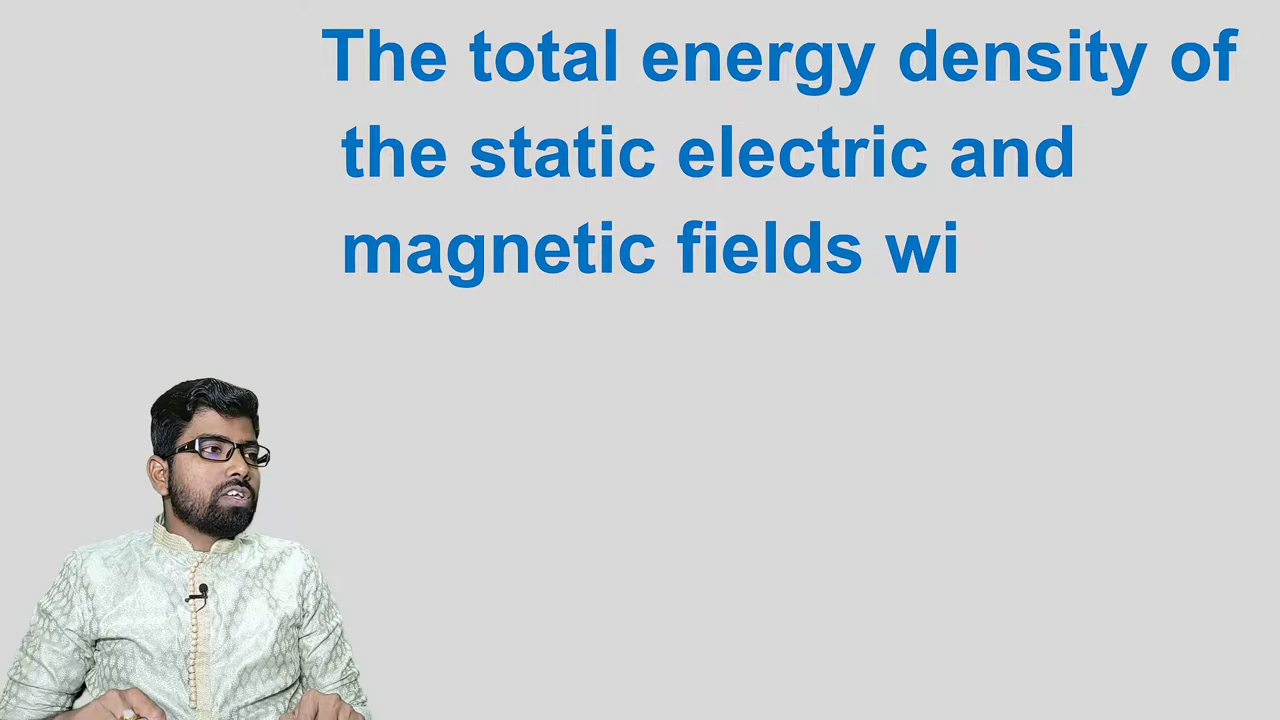 The total energy density of
the static electric and
magnetic fields wi